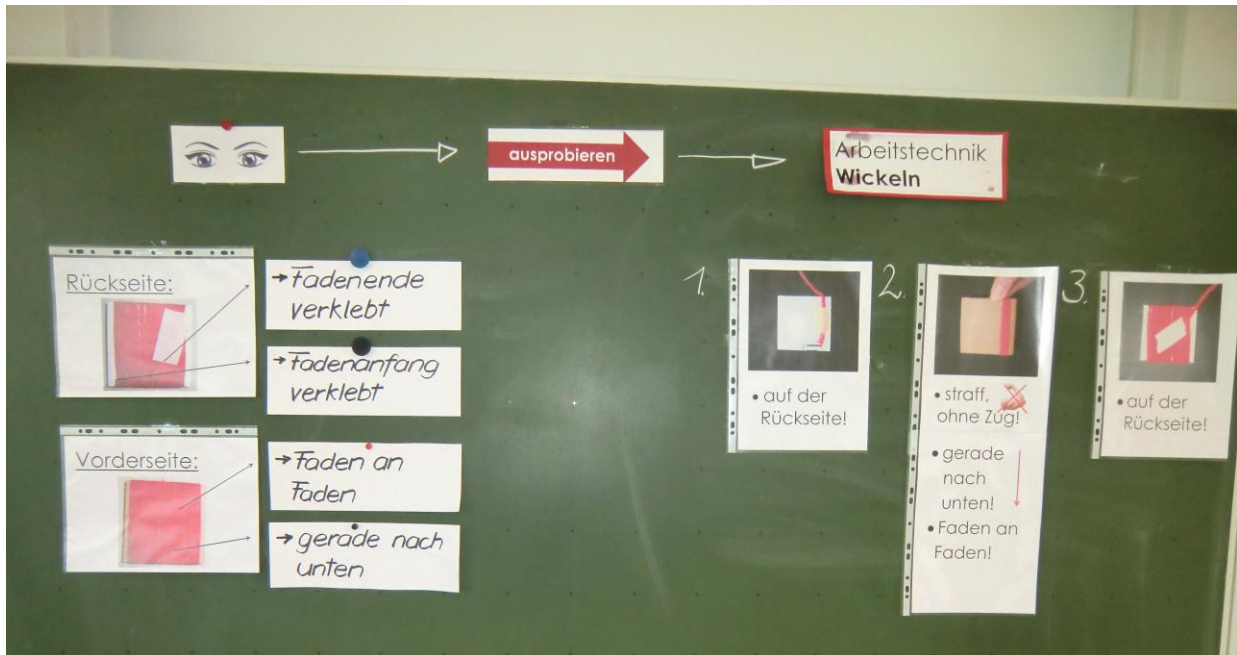 ausprobieren
Arbeitstechnik
Wickeln
Rückseite:
→ Fadenende
verklebt
→ Fadenanfang
verklebt
Vorderseite:
→ Faden an
Faden
→ gerade nach
unten
1.
• auf der
Rückseite!
2.
• straff,
ohne Zug!
• gerade
nach
unten!
• Faden an
Faden!
3.
• auf der
Rückseite!